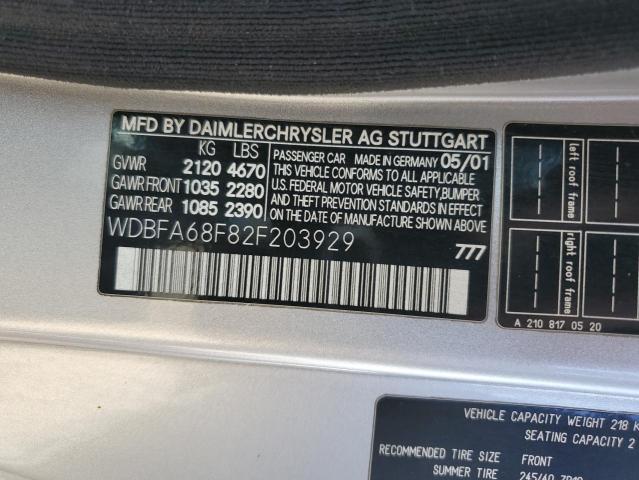 MFD BY DAIMLERCHRYSLER AG STUTTGART
KG LBS
GVWR 2120 4670
GAWR FRONT 1035 2280
GAWR REAR 1085 2390
PASSENGER CAR MADE IN GERMANY 05/01
THIS VEHICLE CONFORMS TO ALL APPLICABLE
U.S. FEDERAL MOTOR VEHICLE SAFETY, BUMPER
AND THEFT PREVENTION STANDARDS IN EFFECT
ON THE DATE OF MANUFACTURE SHOWN ABOVE
WDBFA68F82F203929
777
left roof frame
right roof frame
A 210 817 05 20
VEHICLE CAPACITY WEIGHT 218 K
SEATING CAPACITY 2
RECOMMENDED TIRE SIZE FRONT
SUMMER TIRE